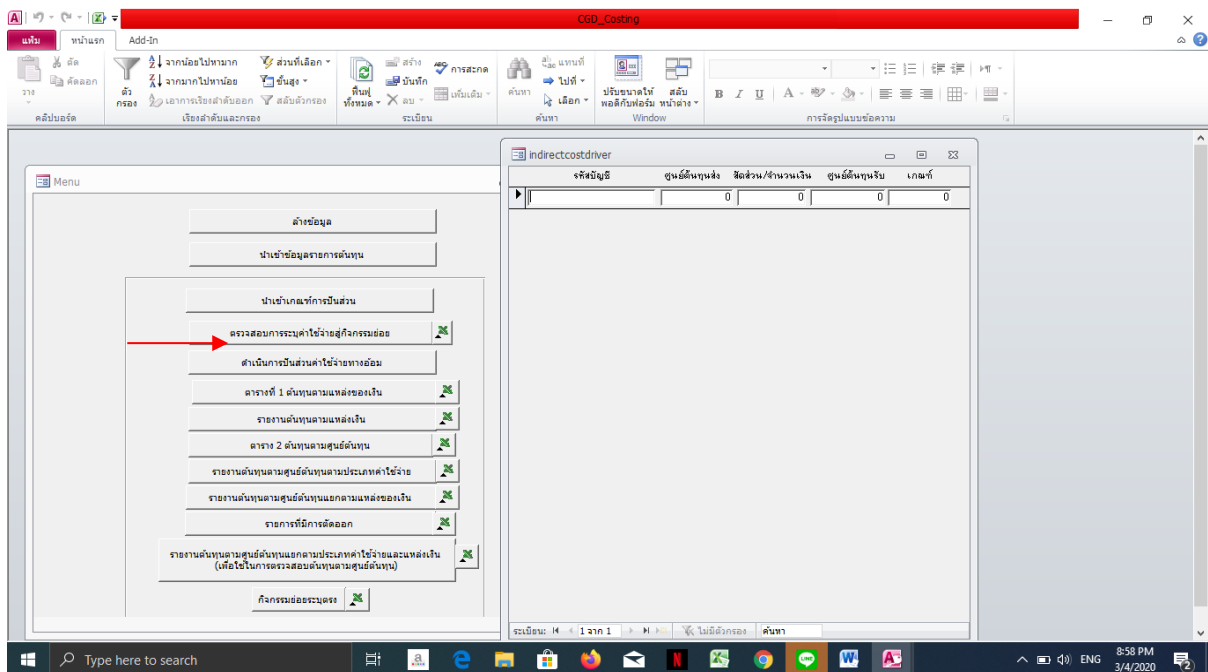 CGD_Costing
แฟ้ม หน้าแรก Add-In
วาง
ตัด
คัดลอก
คลิปบอร์ด
ตัว
กรอง
จากน้อยไปหามาก
จากมากไปหาน้อย
เอาการเรียงลำดับออก
ส่วนที่เลือก
ขั้นสูง
สลับตัวกรอง
เรียงลำดับและกรอง
ฟื้นฟู
ทั้งหมด
สร้าง
บันทึก
ลบ
การสะกด
เพิ่มเติม
ระเบียน
ค้นหา
แทนที่
ไปที่
เลือก
ค้นหา
ปรับขนาดให้
พอดีกับฟอร์ม
สลับ
หน้าต่าง
Window
B I U A
การจัดรูปแบบข้อความ
Menu
ล้างข้อมูล
นำเข้าข้อมูลรายการต้นทุน
นำเข้าเกณฑ์การปันส่วน
ตรวจสอบการระบุค่าใช้จ่ายสู่กิจกรรมย่อย
ดำเนินการปันส่วนค่าใช้จ่ายทางอ้อม
ตารางที่ 1 ต้นทุนตามแหล่งของเงิน
รายงานต้นทุนตามแหล่งเงิน
ตาราง 2 ต้นทุนตามศูนย์ต้นทุน
รายงานต้นทุนตามศูนย์ต้นทุนตามประเภทค่าใช้จ่าย
รายงานต้นทุนตามศูนย์ต้นทุนแยกตามแหล่งของเงิน
รายการที่มีการตัดออก
รายงานต้นทุนตามศูนย์ต้นทุนแยกตามประเภทค่าใช้จ่ายและแหล่งเงิน
(เพื่อใช้ในการตรวจสอบต้นทุนตามศูนย์ต้นทุน)
กิจกรรมย่อยระบุตรง
indirectcostdriver
รหัสบัญชี ศูนย์ต้นทุนส่ง สัดส่วน/จำนวนเงิน ศูนย์ต้นทุนรับ เกณฑ์
0 0 0 0
ระเบียน: 1 จาก 1 ไม่มีตัวกรอง ค้นหา
Type here to search
ENG
8:58 PM
3/4/2020